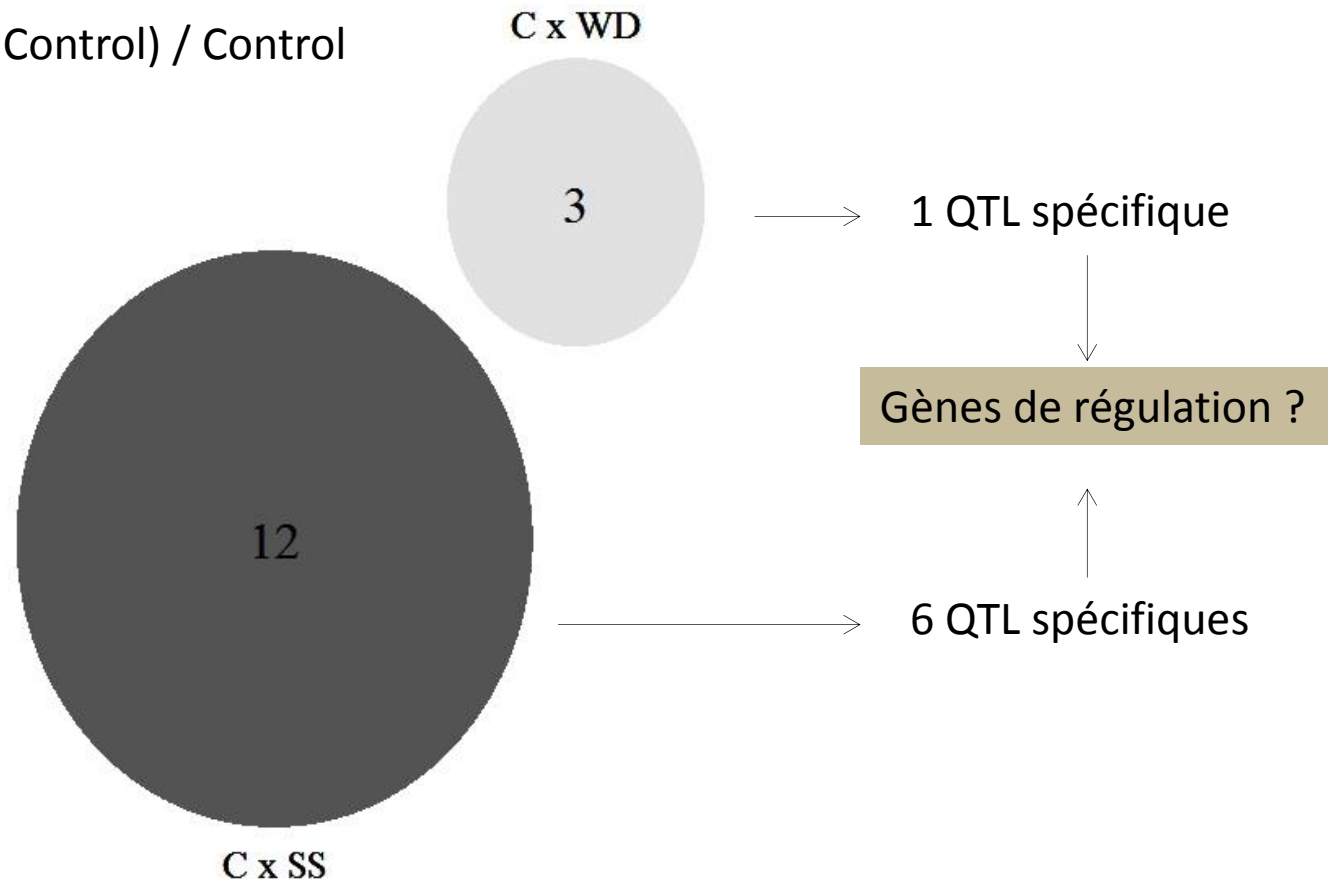 Control) / Control
C x WD
3
1 QTL spécifique
Gènes de régulation ?
12
6 QTL spécifiques
C x SS